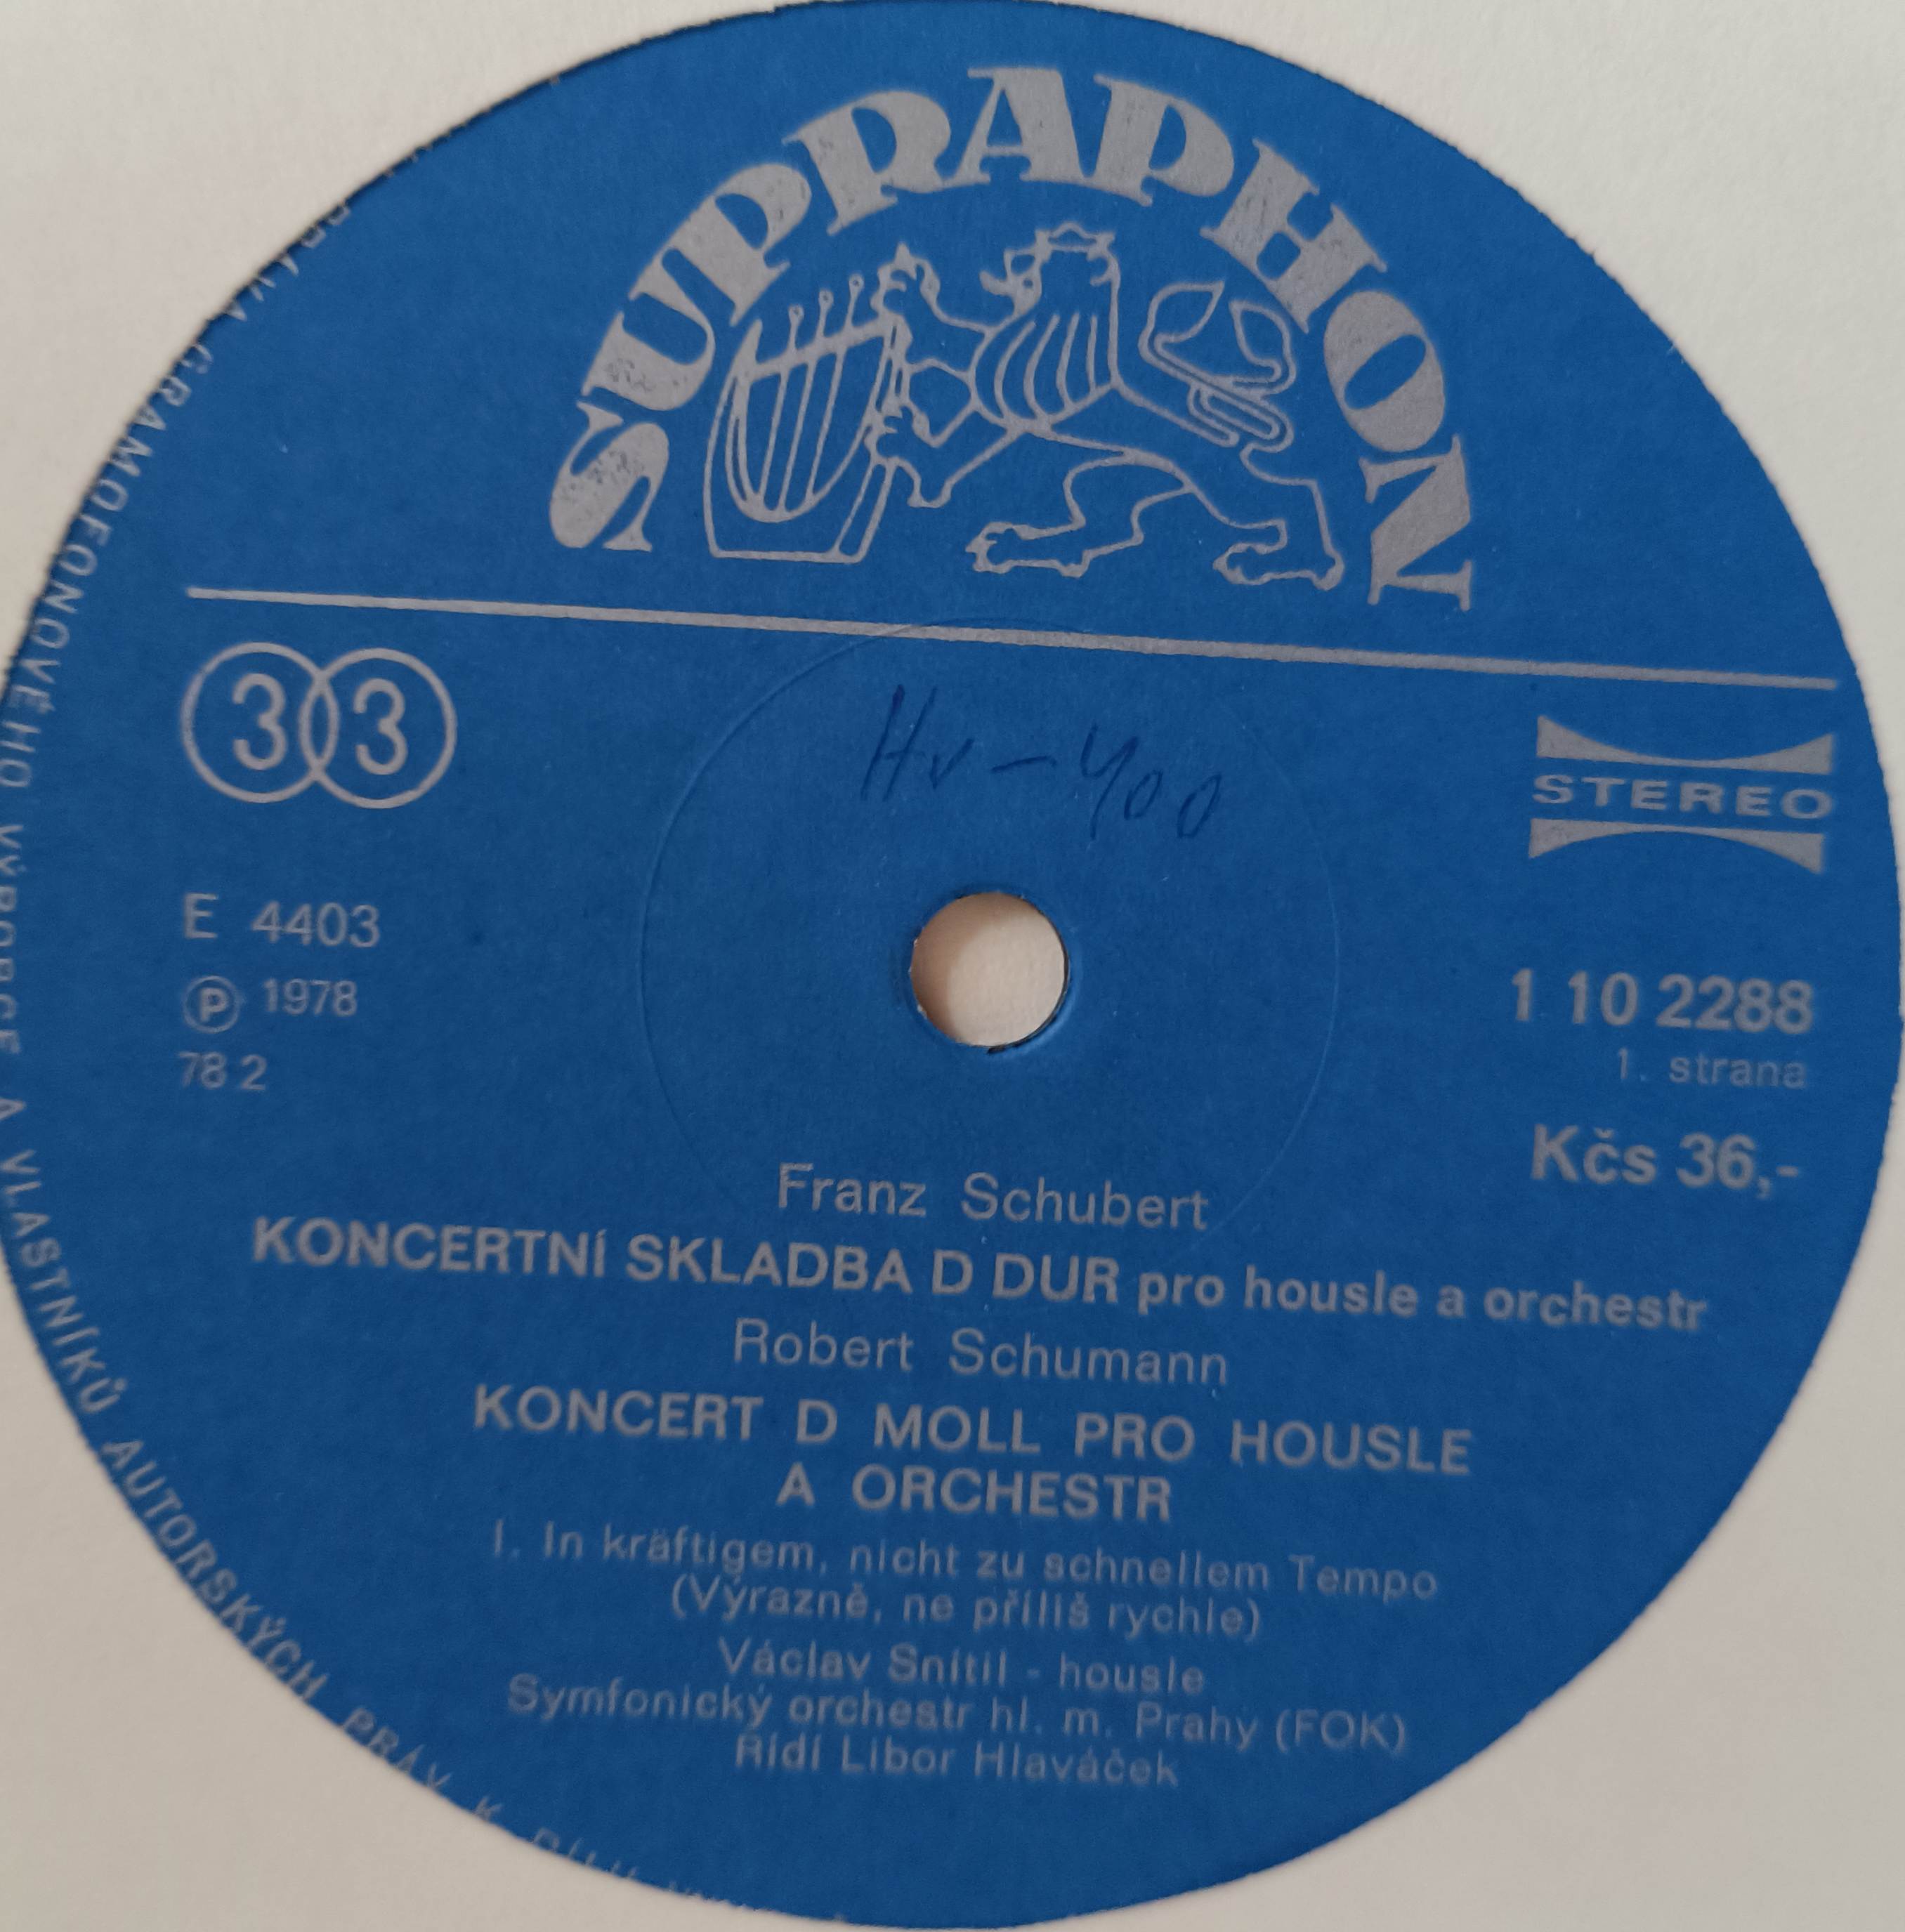 SUPRAPHON
33
Hv - 400
STEREO
E 4403
Ⓟ 1978
78 2
1 10 2288
1. strana
Kčs 36,-
Franz Schubert
KONCERTNÍ SKLADBA D DUR pro housle a orchestr
Robert Schumann
KONCERT D MOLL PRO HOUSLE
A ORCHESTR
I. In kräftigem, nicht zu schnellem Tempo
(Výrazně, ne příliš rychle)
Václav Snítil - housle
Symfonický orchestr hl. m. Prahy (FOK)
Řídí Libor Hlaváček
GRAMOFONOVÉHO VÝROBCE A VLASTNÍKŮ AUTORSKÝCH PRÁV K DÍLU